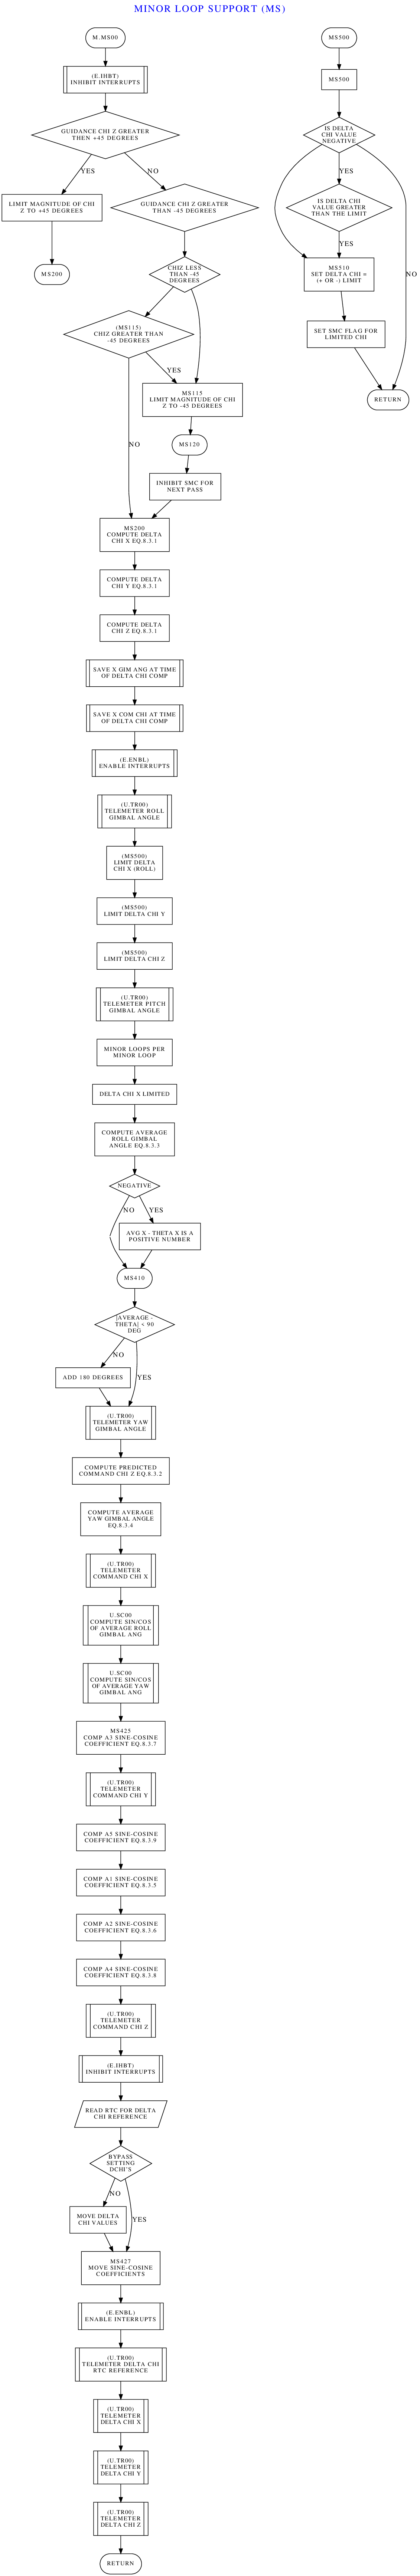 MINOR LOOP SUPPORT (MS)
M.MS00
(E.IHBT)
INHIBIT INTERRUPTS
GUIDANCE CHI Z GREATER
THEN +45 DEGREES
YES
NO
LIMIT MAGNITUDE OF CHI
Z TO +45 DEGREES
MS200
GUIDANCE CHI Z GREATER
THAN -45 DEGREES
CHIZ LESS
THAN -45
DEGREES
(MS115)
CHIZ GREATER THAN
-45 DEGREES
YES
NO
MS115
LIMIT MAGNITUDE OF CHI
Z TO -45 DEGREES
MS120
INHIBIT SMC FOR
NEXT PASS
MS200
COMPUTE DELTA
CHI X EQ.8.3.1
COMPUTE DELTA
CHI Y EQ.8.3.1
COMPUTE DELTA
CHI Z EQ.8.3.1
SAVE X GIM ANG AT TIME
OF DELTA CHI COMP
SAVE X COM CHI AT TIME
OF DELTA CHI COMP
(E.ENBL)
ENABLE INTERRUPTS
(U.TR00)
TELEMETER ROLL
GIMBAL ANGLE
(MS500)
LIMIT DELTA
CHI X (ROLL)
(MS500)
LIMIT DELTA CHI Y
(MS500)
LIMIT DELTA CHI Z
(U.TR00)
TELEMETER PITCH
GIMBAL ANGLE
MINOR LOOPS PER
MINOR LOOP
DELTA CHI X LIMITED
COMPUTE AVERAGE
ROLL GIMBAL
ANGLE EQ.8.3.3
NEGATIVE
NO
YES
AVG X - THETA X IS A
POSITIVE NUMBER
MS410
|AVERAGE -
THETA| < 90
DEG
NO
YES
ADD 180 DEGREES
(U.TR00)
TELEMETER YAW
GIMBAL ANGLE
COMPUTE PREDICTED
COMMAND CHI Z EQ.8.3.2
COMPUTE AVERAGE
YAW GIMBAL ANGLE
EQ.8.3.4
(U.TR00)
TELEMETER
COMMAND CHI X
U.SC00
COMPUTE SIN/COS
OF AVERAGE ROLL
GIMBAL ANG
U.SC00
COMPUTE SIN/COS
OF AVERAGE YAW
GIMBAL ANG
MS425
COMP A3 SINE-COSINE
COEFFICIENT EQ.8.3.7
(U.TR00)
TELEMETER
COMMAND CHI Y
COMP A5 SINE-COSINE
COEFFICIENT EQ.8.3.9
COMP A1 SINE-COSINE
COEFFICIENT EQ.8.3.5
COMP A2 SINE-COSINE
COEFFICIENT EQ.8.3.6
COMP A4 SINE-COSINE
COEFFICIENT EQ.8.3.8
(U.TR00)
TELEMETER
COMMAND CHI Z
(E.IHBT)
INHIBIT INTERRUPTS
READ RTC FOR DELTA
CHI REFERENCE
BYPASS
SETTING
DCHI'S
NO
YES
MOVE DELTA
CHI VALUES
MS427
MOVE SINE-COSINE
COEFFICIENTS
(E.ENBL)
ENABLE INTERRUPTS
(U.TR00)
TELEMETER DELTA CHI
RTC REFERENCE
(U.TR00)
TELEMETER
DELTA CHI X
(U.TR00)
TELEMETER
DELTA CHI Y
(U.TR00)
TELEMETER
DELTA CHI Z
RETURN
MS500
MS500
IS DELTA
CHI VALUE
NEGATIVE
YES
NO
IS DELTA CHI
VALUE GREATER
THAN THE LIMIT
YES
MS510
SET DELTA CHI =
(+ OR -) LIMIT
SET SMC FLAG FOR
LIMITED CHI
RETURN